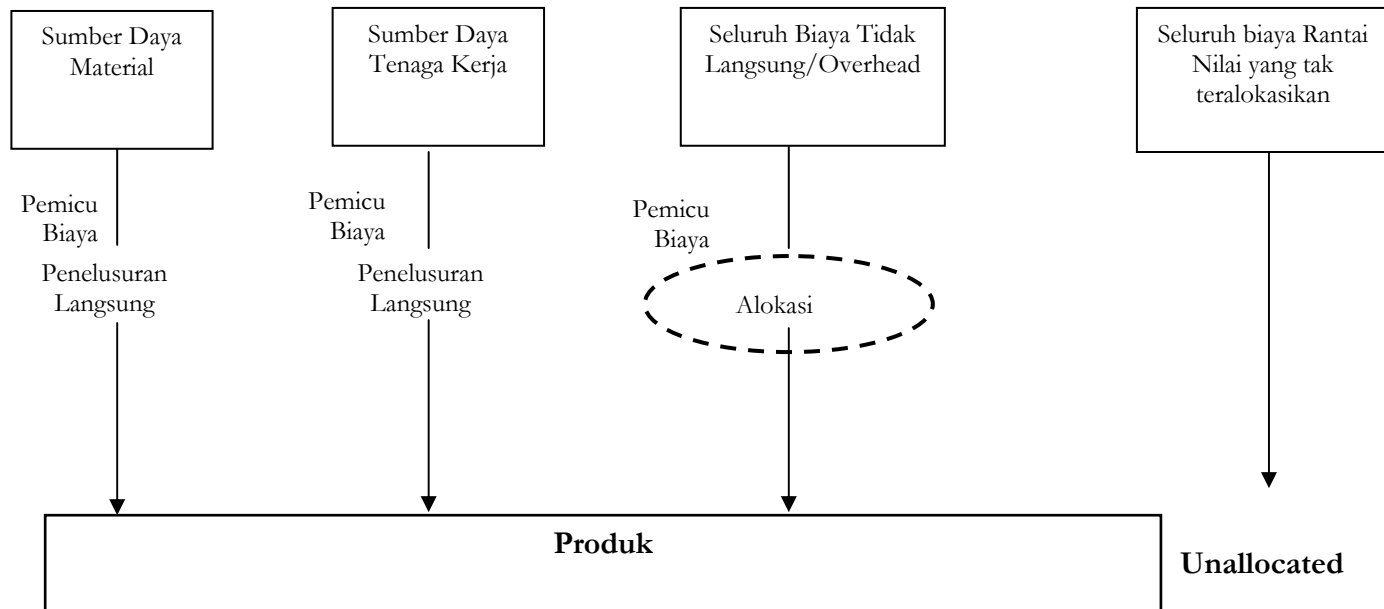 Sumber Daya
Material
Sumber Daya
Tenaga Kerja
Seluruh Biaya Tidak
Langsung/Overhead
Seluruh biaya Rantai
Nilai yang tak
teralokasikan
Pemicu
Biaya
Pemicu
Biaya
Pemicu
Biaya
Penelusuran
Langsung
Penelusuran
Langsung
Alokasi
Produk
Unallocated